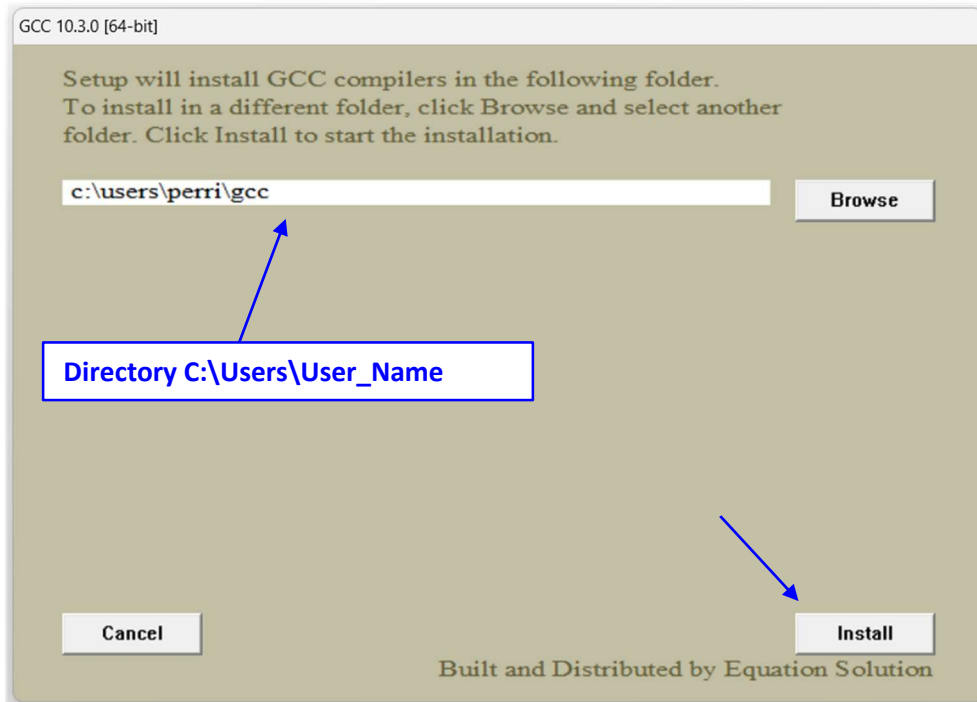 GCC 10.3.0 [64-bit]
Setup will install GCC compilers in the following folder.
To install in a different folder, click Browse and select another
folder. Click Install to start the installation.
c:\users\perri\gcc
Browse
Directory C:\Users\User_Name
Cancel
Install
Built and Distributed by Equation Solution